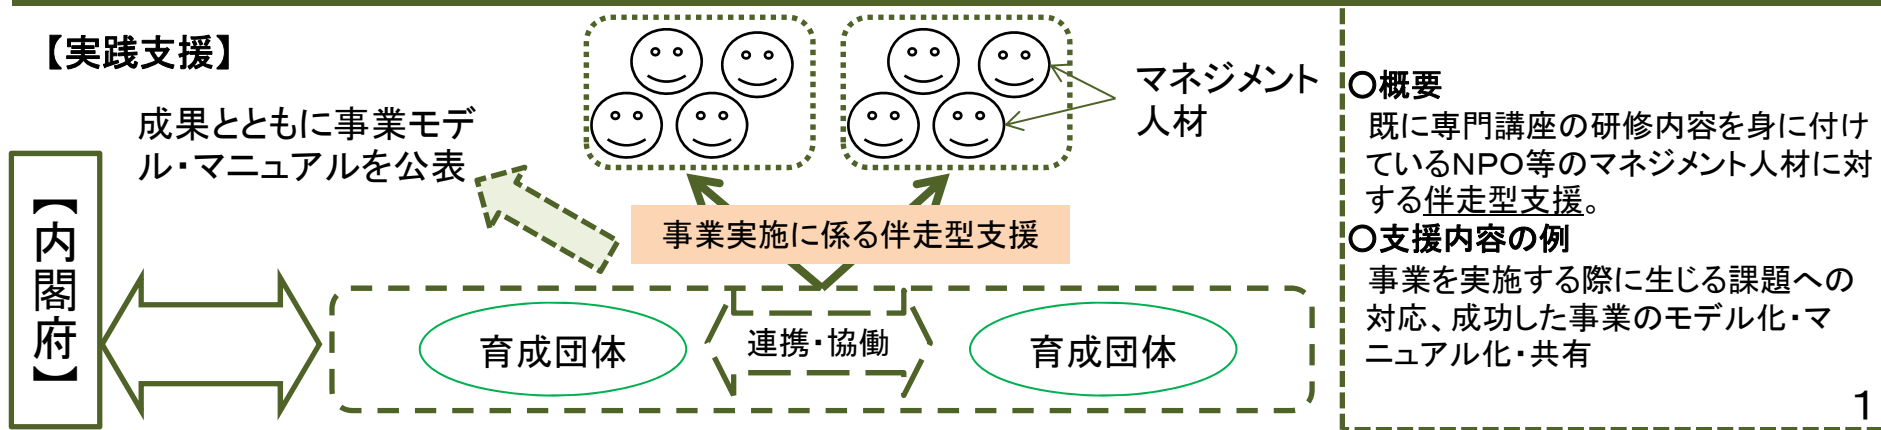 【実践支援】
成果とともに事業モデ
ル・マニュアルを公表
マネジメント
人材
【内閣府】
事業実施に係る伴走型支援
育成団体
連携・協働
育成団体
○概要
既に専門講座の研修内容を身に付け
ているNPO等のマネジメント人材に対
する伴走型支援。
○支援内容の例
事業を実施する際に生じる課題への
対応、成功した事業のモデル化・マ
ニュアル化・共有
1